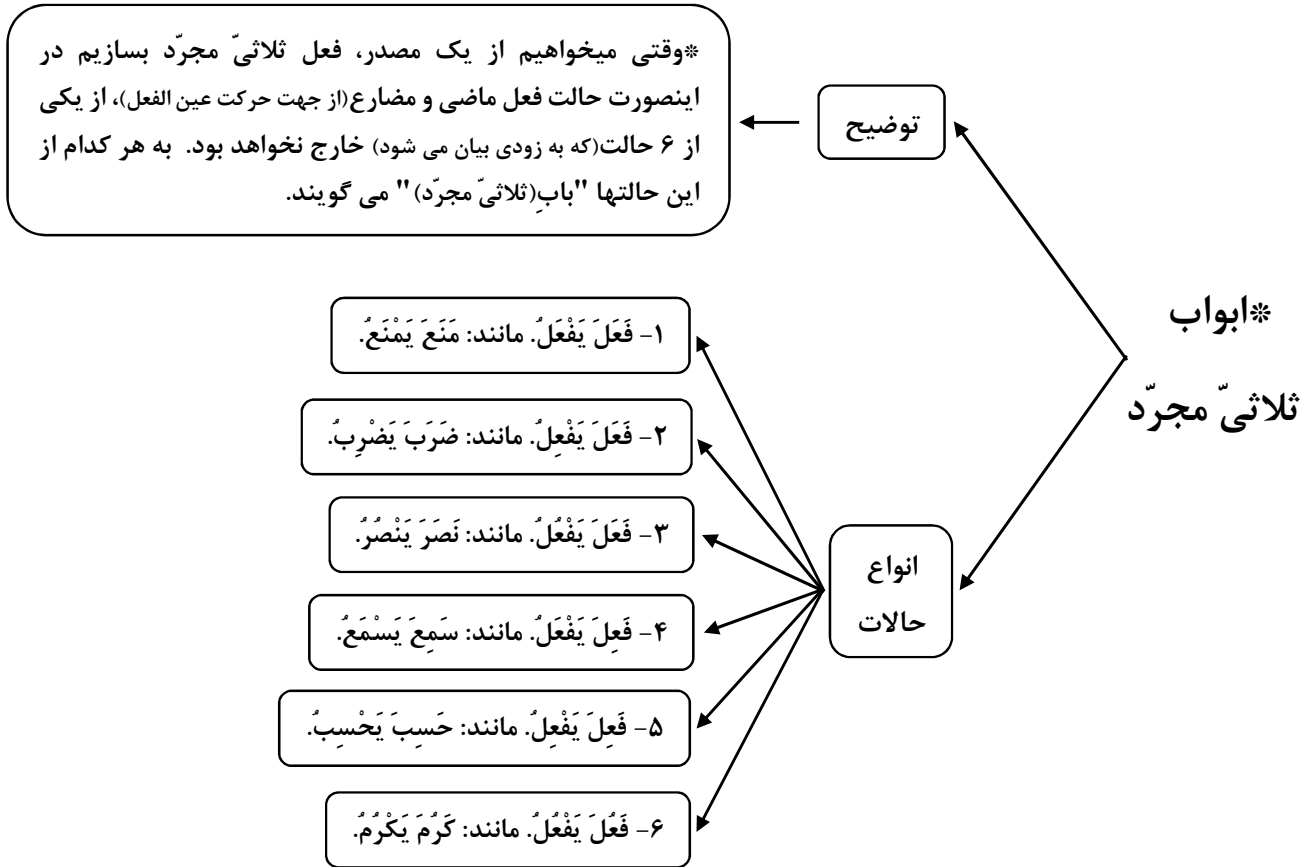 *ابواب
ثلاثیّ مجرّد
توضیح
*وقتی میخواهیم از یک مصدر، فعل ثلاثیّ مجرّد بسازیم در
اینصورت حالت فعل ماضی و مضارع(از جهت حرکت عین الفعل)، از یکی
از ۶ حالت(که به زودی بیان می شود) خارج نخواهد بود. به هر کدام از
این حالتها "بابِ(ثلاثیّ مجرّد)" می گویند.
انواع
حالات
۱- فَعَلَ یَفْعَلُ. مانند: مَنَعَ یَمْنَعُ.
۲- فَعَلَ یَفْعِلُ. مانند: ضَرَبَ یَضْرِبُ.
۳- فَعَلَ یَفْعُلُ. مانند: نَصَرَ یَنْصُرُ.
۴- فَعِلَ یَفْعَلُ. مانند: سَمِعَ یَسْمَعُ.
۵- فَعِلَ یَفْعِلُ. مانند: حَسِبَ یَحْسِبُ.
۶- فَعُلَ یَفْعُلُ. مانند: کَرُمَ یَکْرُمُ.